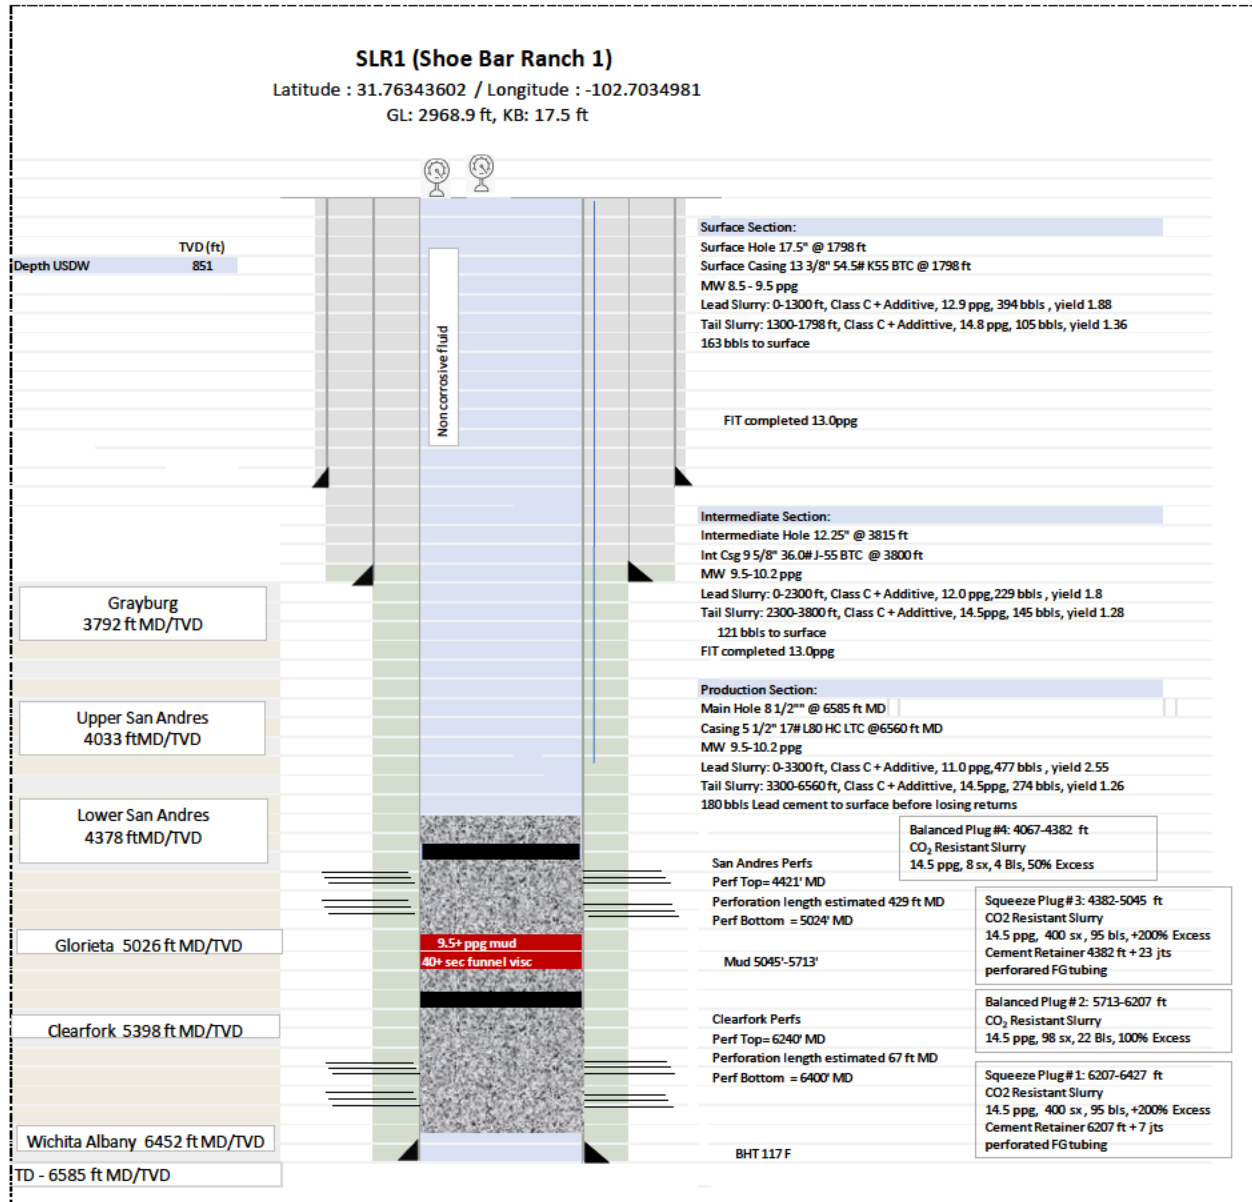 SLR1 (Shoe Bar Ranch 1)
Latitude : 31.76343602 / Longitude : -102.7034981
GL: 2968.9 ft, KB: 17.5 ft
TVD (ft)
Depth USDW 851
Non corrosive fluid
Surface Section:
Surface Hole 17.5" @ 1798 ft
Surface Casing 13 3/8" 54.5# K55 BTC @ 1798 ft
MW 8.5 - 9.5 ppg
Lead Slurry: 0-1300 ft, Class C + Additive, 12.9 ppg, 394 bbls , yield 1.88
Tail Slurry: 1300-1798 ft, Class C + Addittive, 14.8 ppg, 105 bbls, yield 1.36
163 bbls to surface
FIT completed 13.0ppg
Intermediate Section:
Intermediate Hole 12.25" @ 3815 ft
Int Csg 9 5/8" 36.0# J-55 BTC @ 3800 ft
MW 9.5-10.2 ppg
Lead Slurry: 0-2300 ft, Class C + Additive, 12.0 ppg,229 bbls , yield 1.8
Tail Slurry: 2300-3800 ft, Class C + Addittive, 14.5ppg, 145 bbls, yield 1.28
121 bbls to surface
FIT completed 13.0ppg
Grayburg
3792 ft MD/TVD
Upper San Andres
4033 ftMD/TVD
Lower San Andres
4378 ftMD/TVD
Glorieta 5026 ft MD/TVD
Clearfork 5398 ft MD/TVD
Wichita Albany 6452 ft MD/TVD
TD - 6585 ft MD/TVD
Production Section:
Main Hole 8 1/2"" @ 6585 ft MD
Casing 5 1/2" 17# L80 HC LTC @6560 ft MD
MW 9.5-10.2 ppg
Lead Slurry: 0-3300 ft, Class C + Additive, 11.0 ppg,477 bbls , yield 2.55
Tail Slurry: 3300-6560 ft, Class C + Addittive, 14.5ppg, 274 bbls, yield 1.26
180 bbls Lead cement to surface before losing returns
Balanced Plug #4: 4067-4382 ft
CO2 Resistant Slurry
14.5 ppg, 8 sx, 4 Bls, 50% Excess
San Andres Perfs
Perf Top= 4421' MD
Perforation length estimated 429 ft MD
Perf Bottom = 5024' MD
Squeeze Plug # 3: 4382-5045 ft
CO2 Resistant Slurry
14.5 ppg, 400 sx , 95 bls, +200% Excess
Cement Retainer 4382 ft + 23 jts
perforared FG tubing
9.5+ ppg mud
40+ sec funnel visc
Mud 5045'-5713'
Balanced Plug # 2: 5713-6207 ft
CO2 Resistant Slurry
14.5 ppg, 98 sx, 22 Bls, 100% Excess
Clearfork Perfs
Perf Top= 6240' MD
Perforation length estimated 67 ft MD
Perf Bottom = 6400' MD
Squeeze Plug # 1: 6207-6427 ft
CO2 Resistant Slurry
14.5 ppg, 400 sx , 95 bls, +200% Excess
Cement Retainer 6207 ft + 7 jts
perforated FG tubing
BHT 117 F